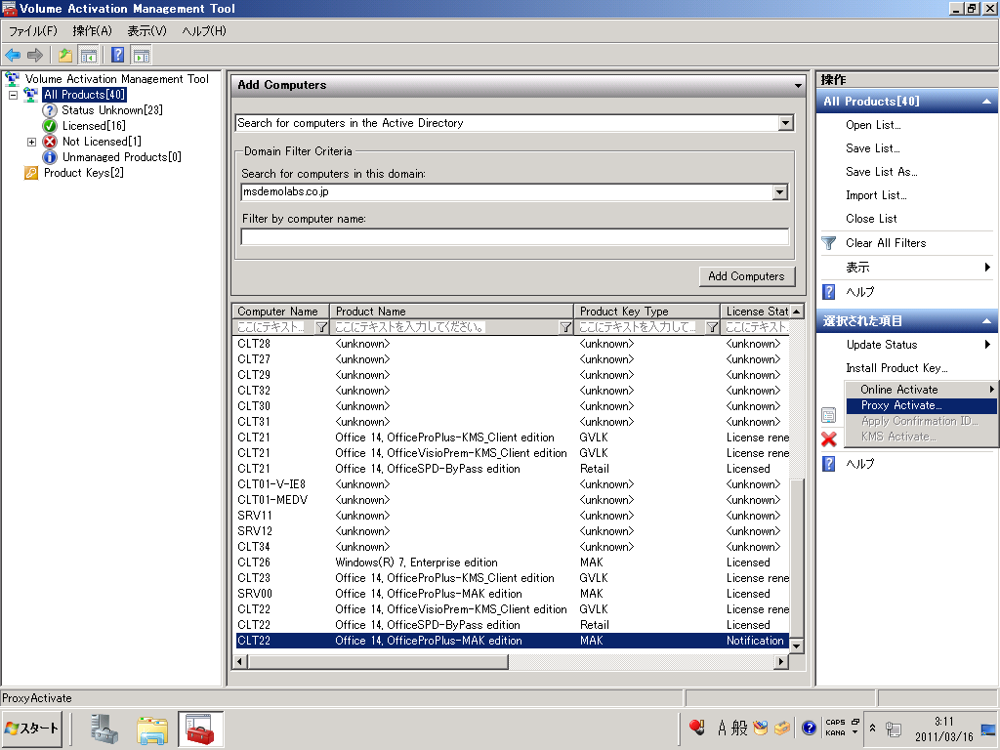 Volume Activation Management Tool
ファイル(F) 操作(A) 表示(V) ヘルプ(H)
Volume Activation Management Tool
All Products[40]
Status Unknown[23]
Licensed[16]
Not Licensed[1]
Unmanaged Products[0]
Product Keys[2]
Add Computers
Search for computers in the Active Directory
Domain Filter Criteria
Search for computers in this domain:
msdemolabs.co.jp
Filter by computer name:
Add Computers
Computer Name Product Name Product Key Type License Stat
ここにテキスト... ここにテキストを入力してください。 ここにテキストを入力して... ここにテキスト.
CLT28 <unknown> <unknown> <unknown>
CLT27 <unknown> <unknown> <unknown>
CLT29 <unknown> <unknown> <unknown>
CLT32 <unknown> <unknown> <unknown>
CLT30 <unknown> <unknown> <unknown>
CLT31 <unknown> <unknown> <unknown>
CLT21 Office 14, OfficeProPlus-KMS_Client edition GVLK License rene
CLT21 Office 14, OfficeVisioPrem-KMS_Client edition GVLK License rene
CLT21 Office 14, OfficeSPD-ByPass edition Retail Licensed
CLT01-V-IE8 <unknown> <unknown> <unknown>
CLT01-MEDV <unknown> <unknown> <unknown>
SRV11 <unknown> <unknown> <unknown>
SRV12 <unknown> <unknown> <unknown>
CLT34 <unknown> <unknown> <unknown>
CLT26 Windows(R) 7, Enterprise edition MAK Licensed
CLT23 Office 14, OfficeProPlus-KMS_Client edition GVLK License rene
SRV00 Office 14, OfficeProPlus-MAK edition MAK Licensed
CLT22 Office 14, OfficeVisioPrem-KMS_Client edition GVLK License rene
CLT22 Office 14, OfficeSPD-ByPass edition Retail Licensed
CLT22 Office 14, OfficeProPlus-MAK edition MAK Notification
操作
All Products[40]
Open List...
Save List...
Save List As...
Import List...
Close List
Clear All Filters
表示
ヘルプ
選択された項目
Update Status
Install Product Key...
Online Activate
Proxy Activate...
Apply Confirmation ID...
KMS Activate...
ヘルプ
ProxyActivate
スタート
A 般
CAPS
KANA
3:11
2011/03/16